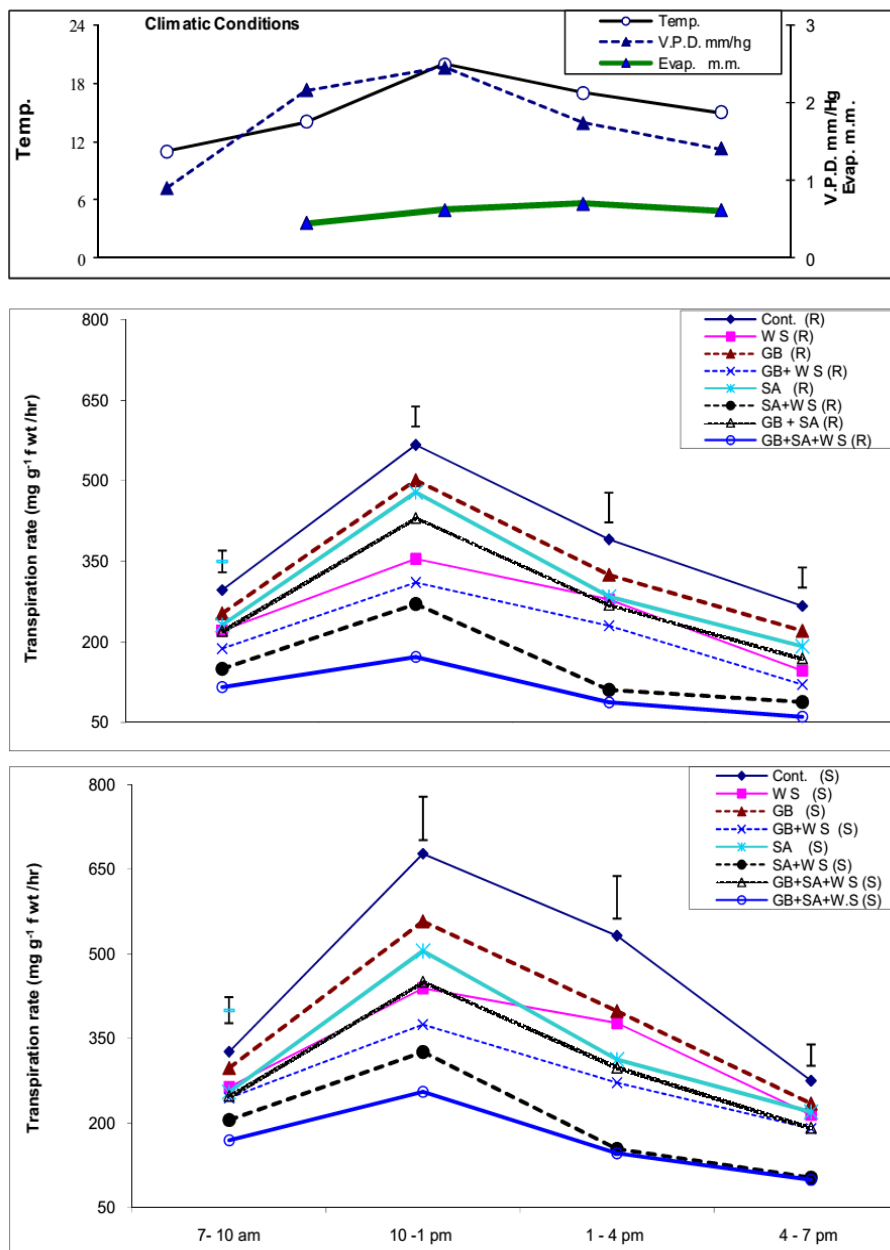 Climatic Conditions
Temp.
V.P.D. mm/hg
Evap. m.m.
24
18
12
6
0
Temp.
3
2
1
0
V.P.D. mm/Hg
Evap. m.m.
800
650
500
350
200
50
Transpiration rate (mg g⁻¹ f wt /hr)
Cont. (R)
W S (R)
GB (R)
GB+ W S (R)
SA (R)
SA+W S (R)
GB + SA (R)
GB+SA+W S (R)
800
650
500
350
200
50
Transpiration rate (mg g⁻¹ f wt /hr)
Cont. (S)
W S (S)
GB (S)
GB+W S (S)
SA (S)
SA+W S (S)
GB+SA+W S (S)
GB+SA+W.S (S)
7- 10 am
10 -1 pm
1 - 4 pm
4 - 7 pm